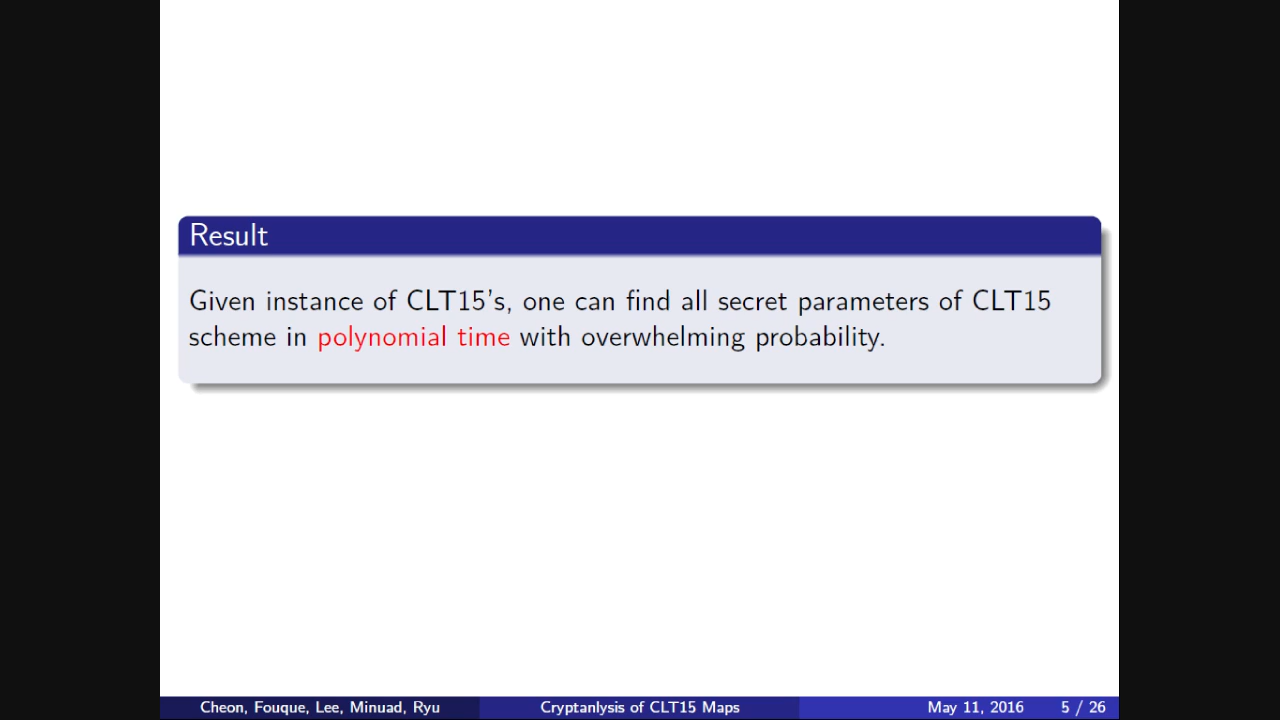 Result
Given instance of CLT15's, one can find all secret parameters of CLT15
scheme in polynomial time with overwhelming probability.
Cheon, Fouque, Lee, Minuad, Ryu
Cryptanlysis of CLT15 Maps
May 11, 2016
5 / 26